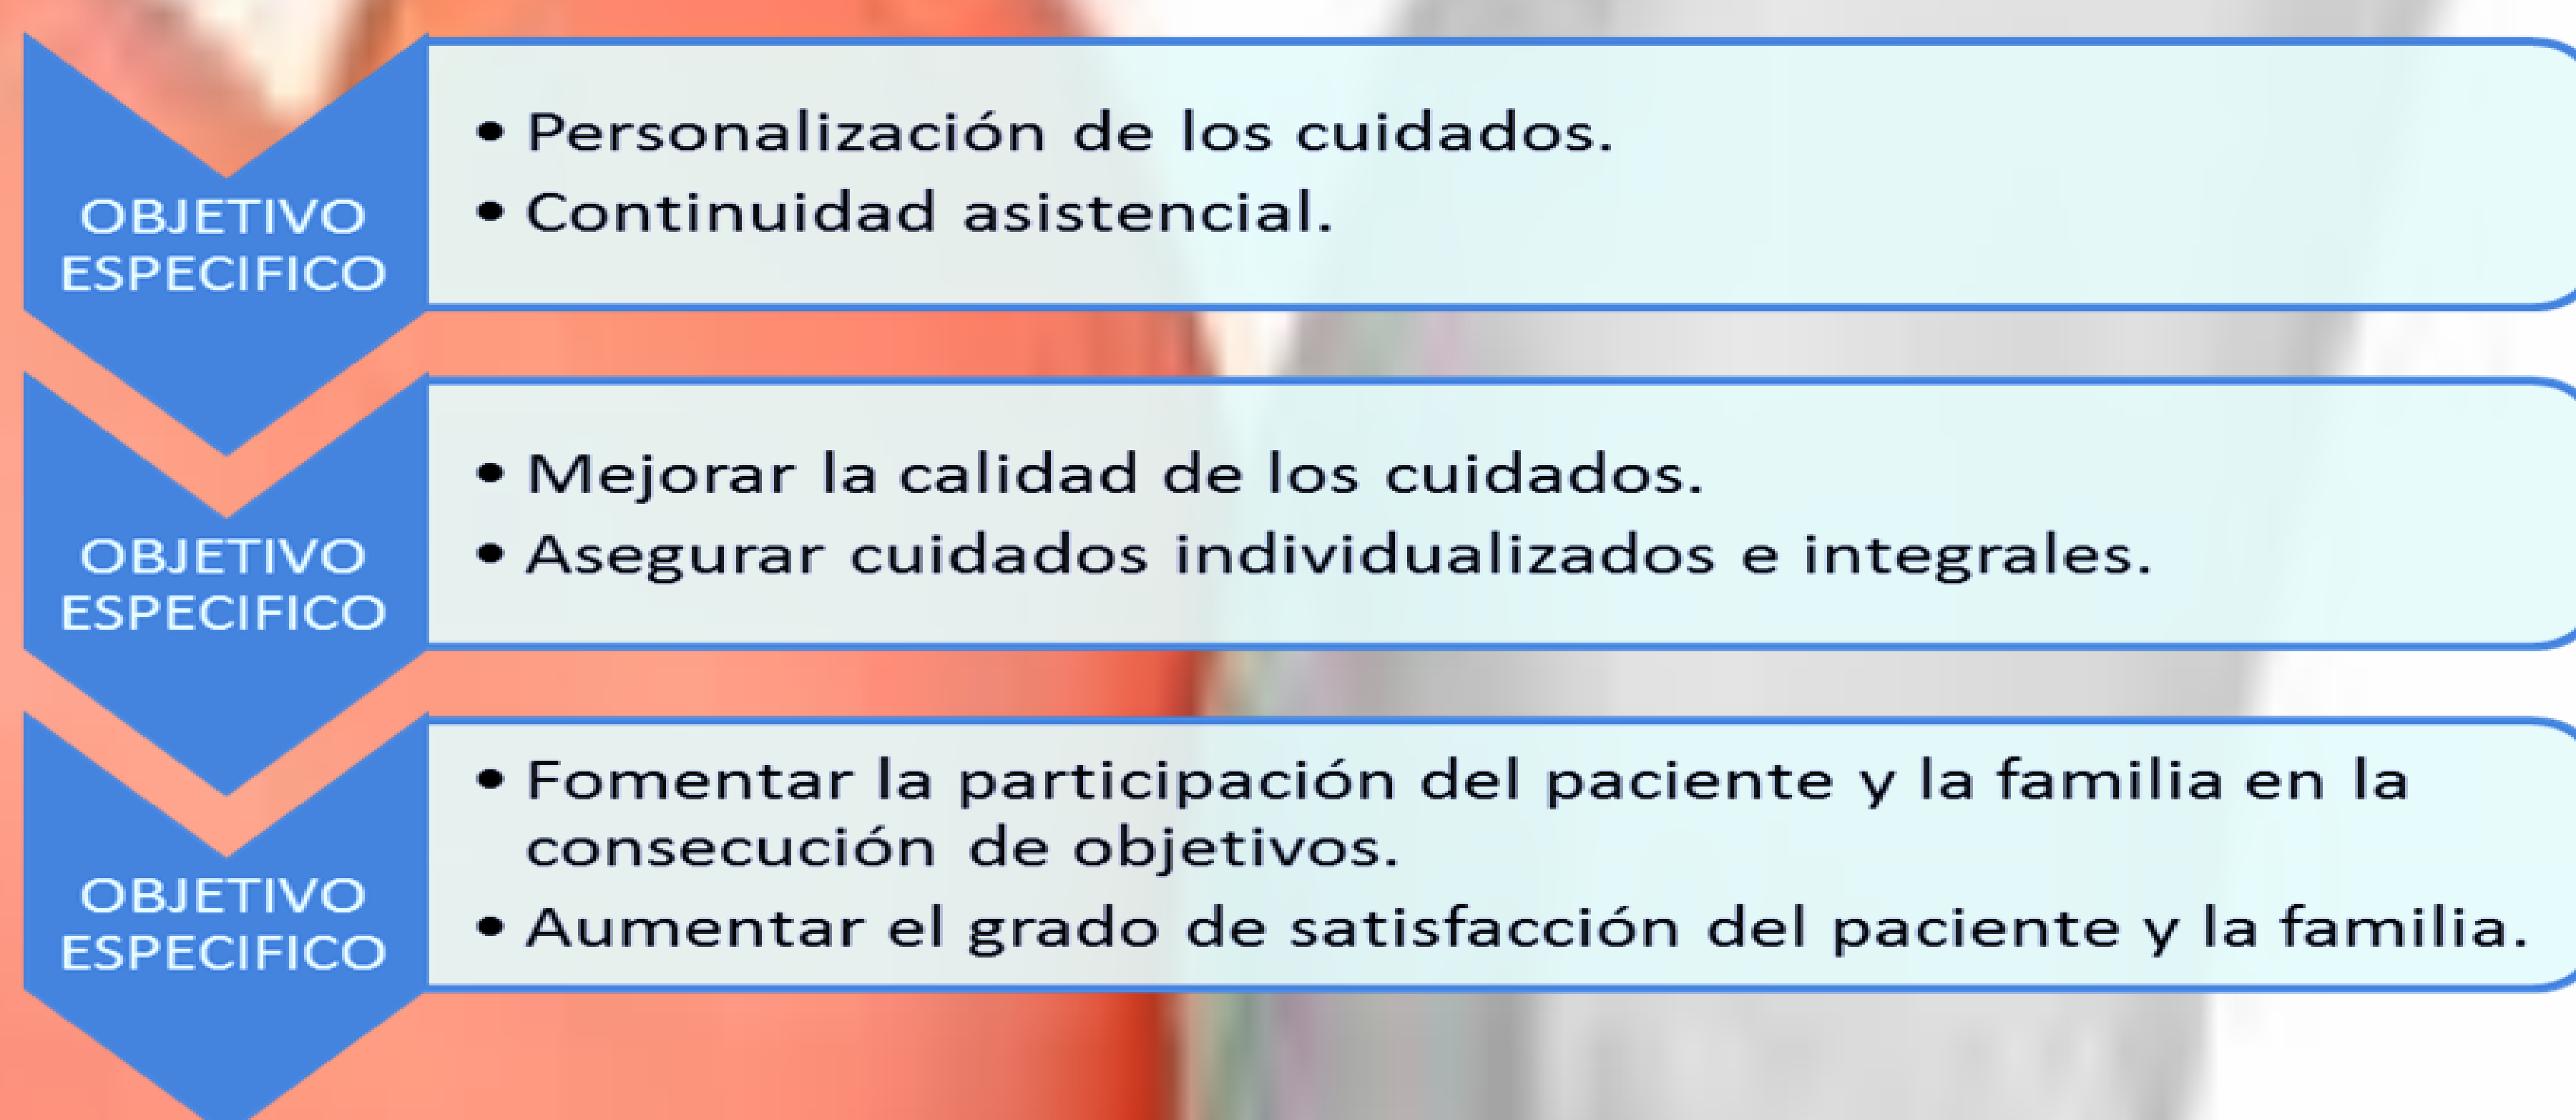 OBJETIVO
ESPECIFICO
• Personalización de los cuidados.
• Continuidad asistencial.
OBJETIVO
ESPECIFICO
• Mejorar la calidad de los cuidados.
• Asegurar cuidados individualizados e integrales.
OBJETIVO
ESPECIFICO
• Fomentar la participación del paciente y la familia en la
consecución de objetivos.
• Aumentar el grado de satisfacción del paciente y la familia.